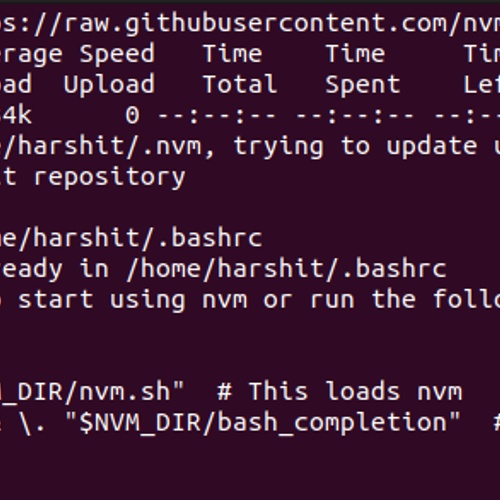 s://raw.githubusercontent.com/nvm
erage Speed   Time    Time     Tim
oad  Upload   Total   Spent    Lef
4k      0 --:--:-- --:--:-- --:--
/harshit/.nvm, trying to update u
t repository
me/harshit/.bashrc
eady in /home/harshit/.bashrc
start using nvm or run the follo
M_DIR/nvm.sh"  # This loads nvm
\. "$NVM_DIR/bash_completion"  #